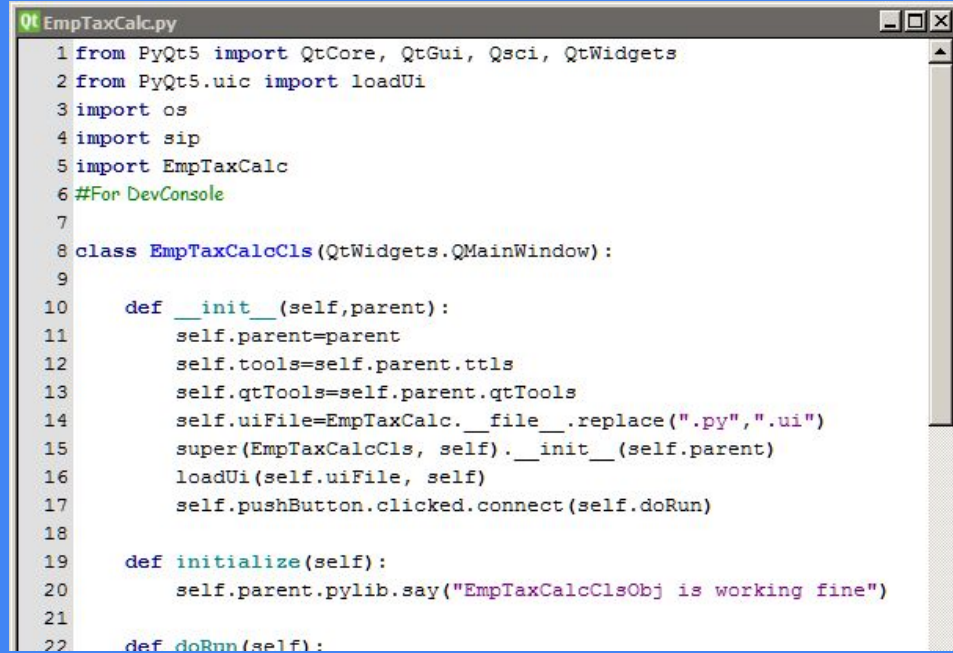 Qt EmpTaxCalc.py
1 from PyQt5 import QtCore, QtGui, Qsci, QtWidgets
2 from PyQt5.uic import loadUi
3 import os
4 import sip
5 import EmpTaxCalc
6 #For DevConsole
7
8 class EmpTaxCalcCls(QtWidgets.QMainWindow):
9
10     def __init__(self,parent):
11         self.parent=parent
12         self.tools=self.parent.ttls
13         self.qtTools=self.parent.qtTools
14         self.uiFile=EmpTaxCalc.__file__.replace(".py",".ui")
15         super(EmpTaxCalcCls, self).__init__(self.parent)
16         loadUi(self.uiFile, self)
17         self.pushButton.clicked.connect(self.doRun)
18
19     def initialize(self):
20         self.parent.pylib.say("EmpTaxCalcClsObj is working fine")
21
22     def doRun(self):